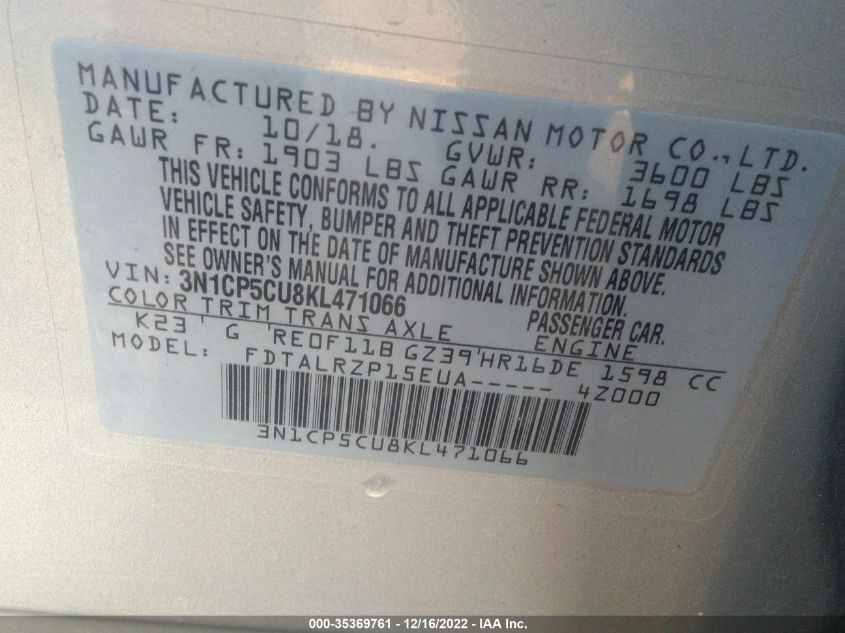 MANUFACTURED BY NISSAN MOTOR CO.,LTD.
DATE: 10/18. GVWR: 3600 LBS
GAWR FR: 1903 LBS GAWR RR: 1698 LBS
THIS VEHICLE CONFORMS TO ALL APPLICABLE FEDERAL MOTOR
VEHICLE SAFETY, BUMPER AND THEFT PREVENTION STANDARDS
IN EFFECT ON THE DATE OF MANUFACTURE SHOWN ABOVE.
SEE OWNER'S MANUAL FOR ADDITIONAL INFORMATION.
VIN: 3N1CP5CU8KL471066 PASSENGER CAR.
COLOR TRIM TRANS AXLE ENGINE
K23 ' G 'RE0F11B GZ39'HR16DE 1598 CC
MODEL: FDTALRZP15EUA----- 4Z000
3N1CP5CU8KL471066
000-35369761 - 12/16/2022 - IAA Inc.